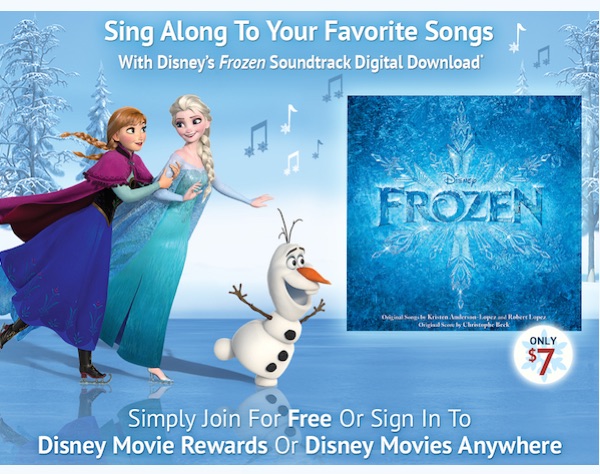 Sing Along To Your Favorite Songs
With Disney's Frozen Soundtrack Digital Download*
Disney
FROZEN
Original Songs by Kristen Anderson-Lopez and Robert Lopez
Original Score by Christophe Beck
ONLY
$7
Simply Join For Free Or Sign In To
Disney Movie Rewards Or Disney Movies Anywhere